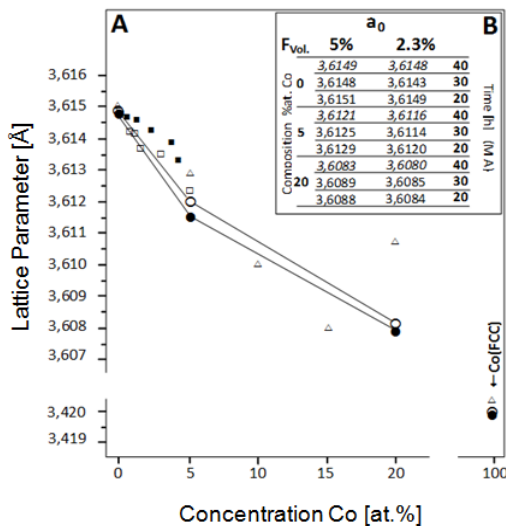 A
B
a0
FVol. 5% 2.3%
3,6149 3,6148 40
0 3,6148 3,6143 30
3,6151 3,6149 20
3,6121 3,6116 40
5 3,6125 3,6114 30
3,6129 3,6120 20
3,6083 3,6080 40
20 3,6089 3,6085 30
3,6088 3,6084 20
Composition %at. Co
Time [h] (MA)
Lattice Parameter [Å]
3,616
3,615
3,614
3,612
3,611
3,610
3,609
3,608
3,607
3,420
3,419
←Co(FCC)
0 5 10 15 20 100
Concentration Co [at.%]